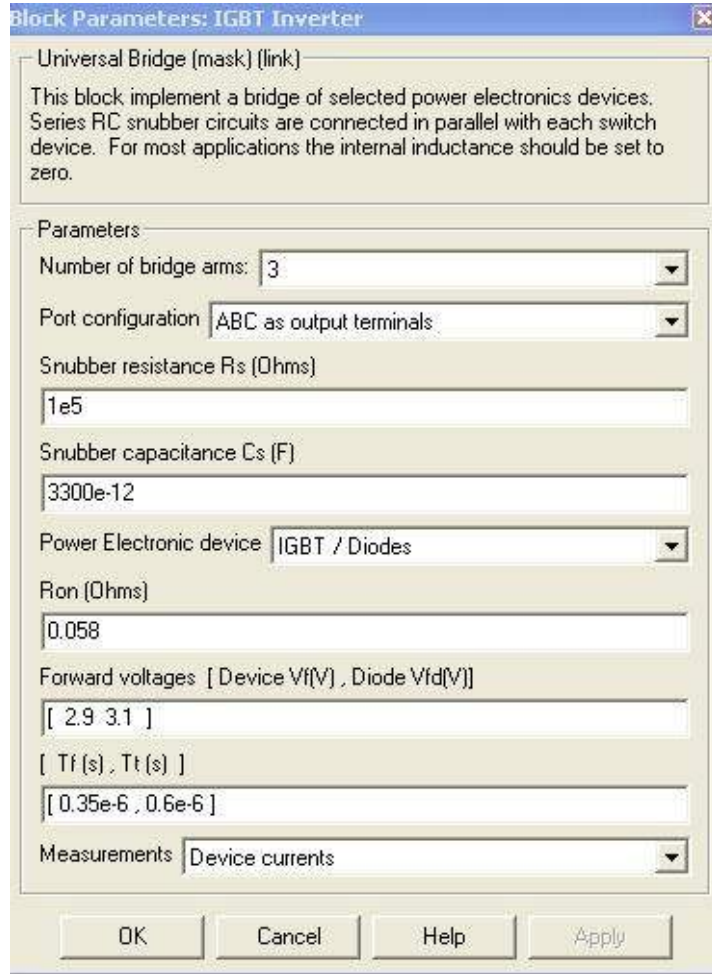 Block Parameters: IGBT Inverter
Universal Bridge (mask) (link)
This block implement a bridge of selected power electronics devices.
Series RC snubber circuits are connected in parallel with each switch
device. For most applications the internal inductance should be set to
zero.
Parameters
Number of bridge arms: 3
Port configuration ABC as output terminals
Snubber resistance Rs (Ohms)
1e5
Snubber capacitance Cs (F)
3300e-12
Power Electronic device IGBT / Diodes
Ron (Ohms)
0.058
Forward voltages [ Device Vf(V) , Diode Vfd(V)]
[ 2.9 3.1 ]
[ Tf (s) , Tt (s) ]
[ 0.35e-6 , 0.6e-6 ]
Measurements Device currents
OK Cancel Help Apply